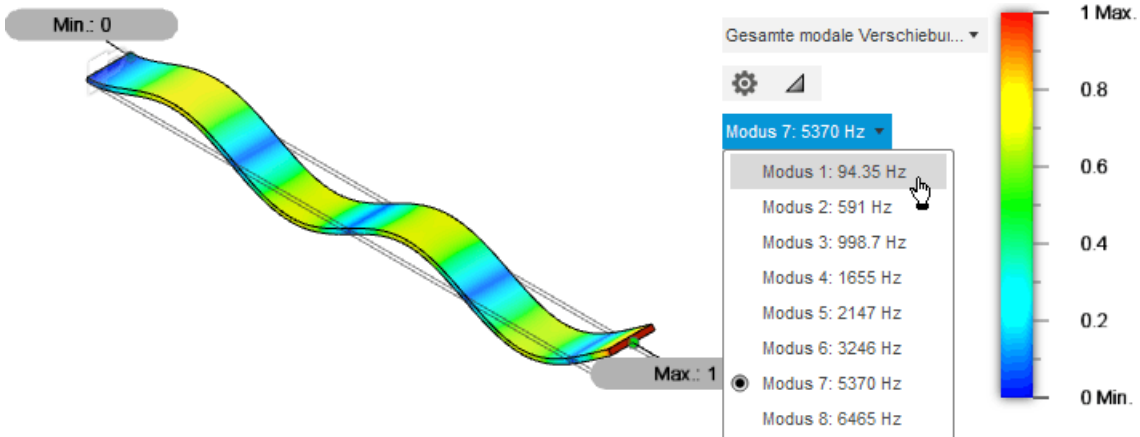 Min.: 0
Max.: 1
Gesamte modale Verschiebui... ▾
Modus 7: 5370 Hz
Modus 1: 94.35 Hz
Modus 2: 591 Hz
Modus 3: 998.7 Hz
Modus 4: 1655 Hz
Modus 5: 2147 Hz
Modus 6: 3246 Hz
Modus 7: 5370 Hz
Modus 8: 6465 Hz
1 Max.
0.8
0.6
0.4
0.2
0 Min.